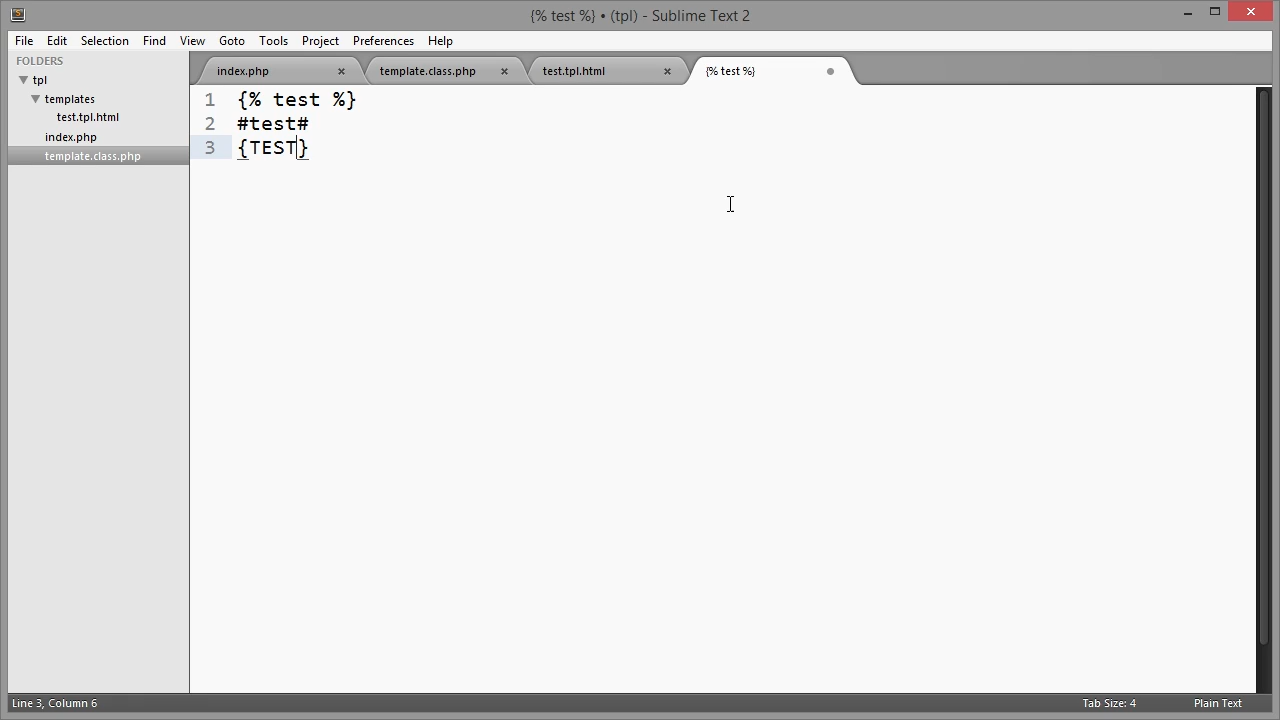 {% test %} • (tpl) - Sublime Text 2
File Edit Selection Find View Goto Tools Project Preferences Help
FOLDERS
tpl
templates
test.tpl.html
index.php
template.class.php
index.php × template.class.php × test.tpl.html × {% test %}
1 {% test %}
2 #test#
3 {TEST}
Line 3, Column 6 Tab Size: 4 Plain Text